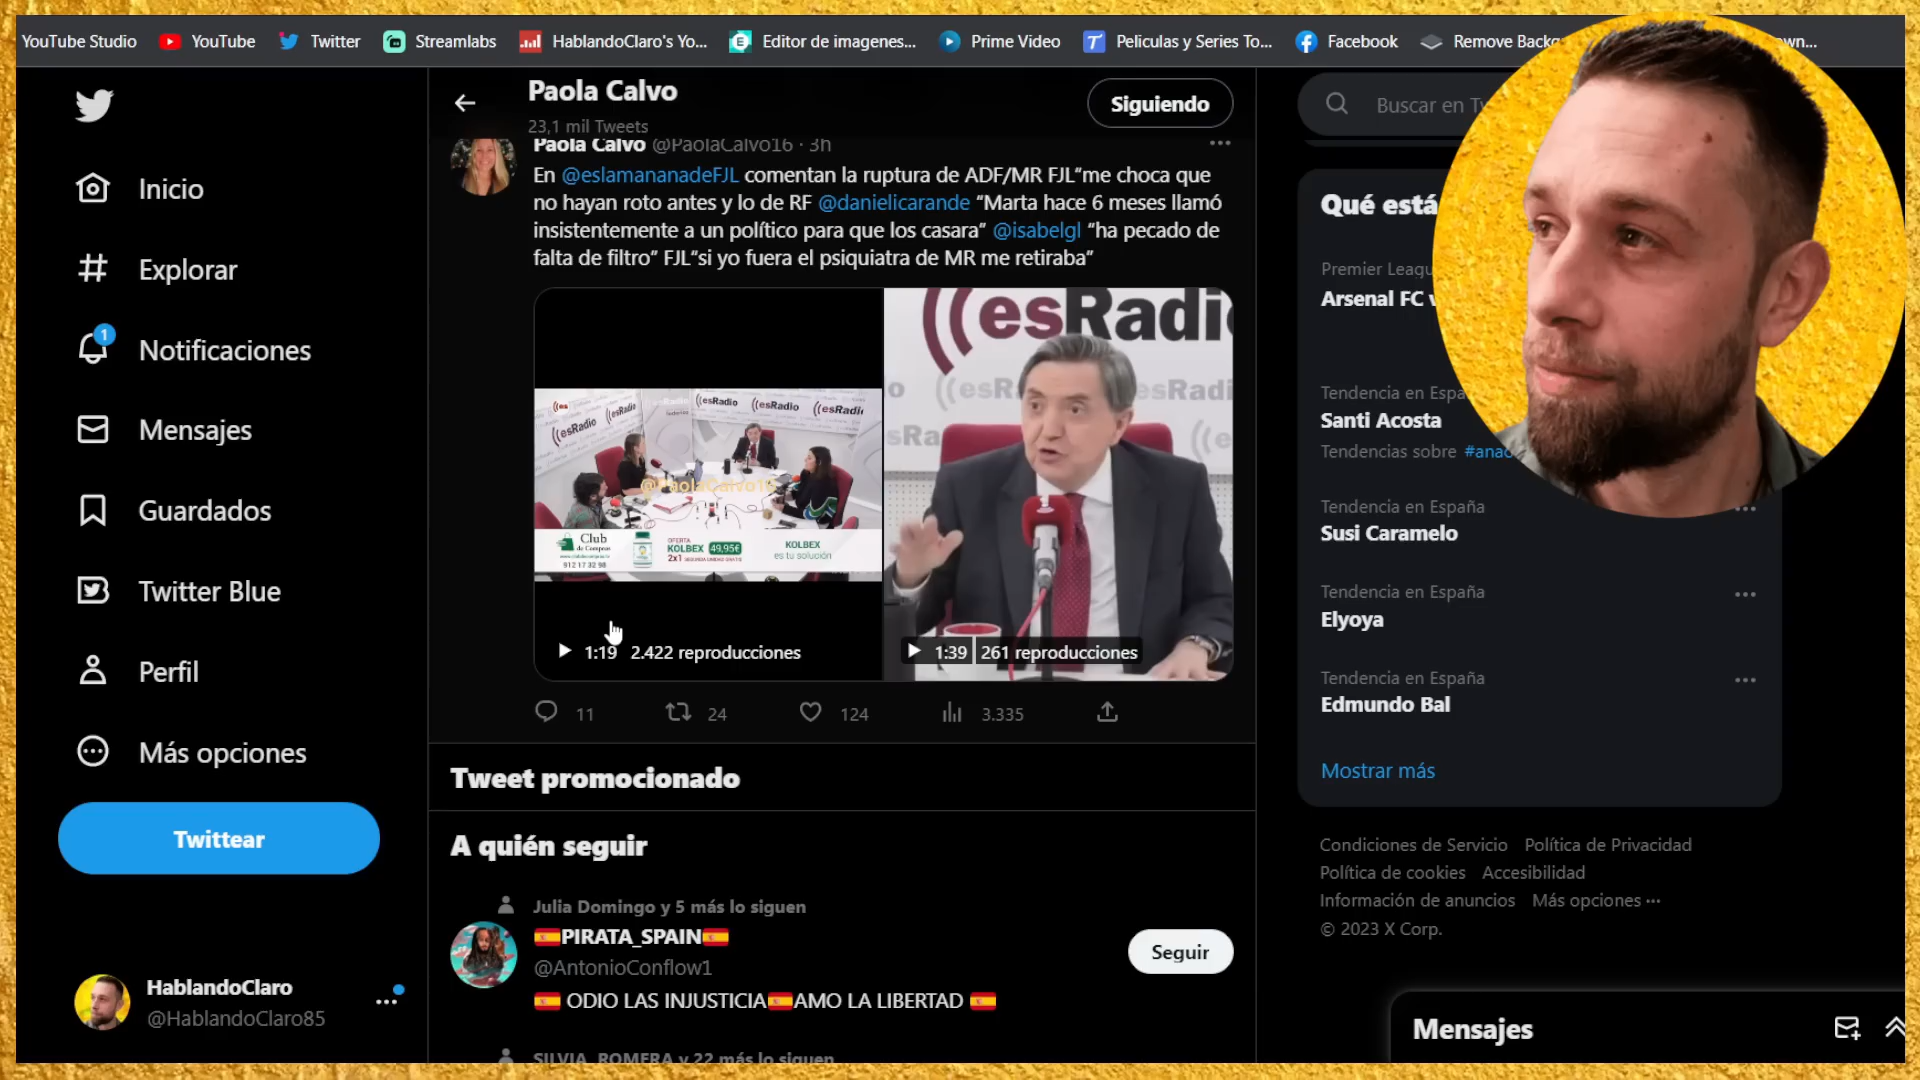 YouTube Studio
YouTube
Twitter
Streamlabs
HablandoClaro's Yo...
Editor de imagenes...
Prime Video
Peliculas y Series To...
Facebook
wn...
Inicio
Explorar
1
Notificaciones
Mensajes
Guardados
Twitter Blue
Perfil
Más opciones
Twittear
HablandoClaro
@HablandoClaro85
Paola Calvo
23,1 mil Tweets
Siguiendo
Paola Calvo @PaolaCalvo16 · 3h
En @eslamananadeFJL comentan la ruptura de ADF/MR FJL“me choca que
no hayan roto antes y lo de RF @danielicarande “Marta hace 6 meses llamó
insistentemente a un político para que los casara” @isabelgl “ha pecado de
falta de filtro” FJL“si yo fuera el psiquiatra de MR me retiraba”
esRadio
@PaolaCalvo16
Club
de Compras
912 17 32 98
OFERTA
KOLBEX 49,95€
2x1
KOLBEX
es tu solución
1:19 2.422 reproducciones
1:39 261 reproducciones
11
24
124
3.335
Tweet promocionado
A quién seguir
Julia Domingo y 5 más lo siguen
PIRATA_SPAIN
@AntonioConflow1
Seguir
ODIO LAS INJUSTICIA AMO LA LIBERTAD
SILVIA_ROMERA y 22 más lo siguen
Buscar en Tw
Qué está
Premier Leagu
Arsenal FC v
Tendencia en Espa
Santi Acosta
Tendencias sobre #anad
Tendencia en España
Susi Caramelo
Tendencia en España
Elyoya
Tendencia en España
Edmundo Bal
Mostrar más
Condiciones de Servicio Política de Privacidad
Política de cookies Accesibilidad
Información de anuncios Más opciones ···
© 2023 X Corp.
Mensajes